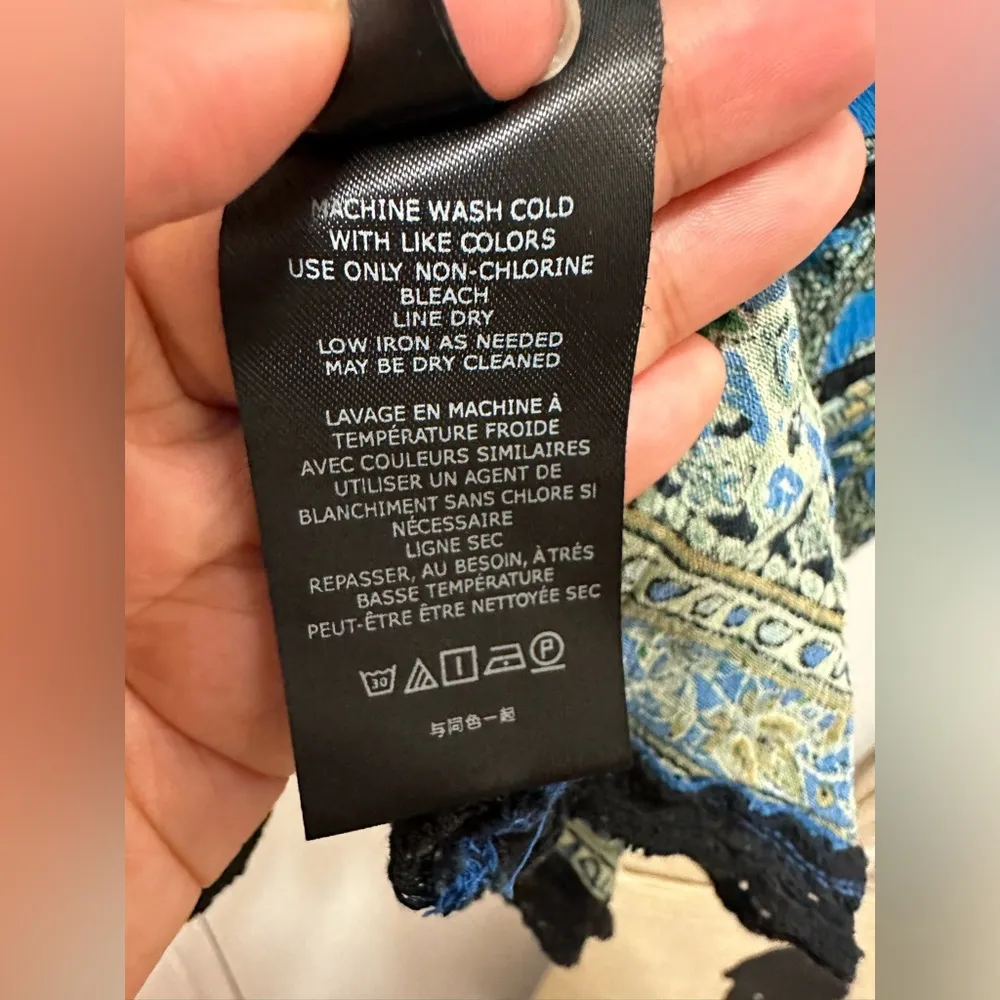 MACHINE WASH COLD
WITH LIKE COLORS
USE ONLY NON-CHLORINE
BLEACH
LINE DRY
LOW IRON AS NEEDED
MAY BE DRY CLEANED
LAVAGE EN MACHINE À
TEMPÉRATURE FROIDE
AVEC COULEURS SIMILAIRES
UTILISER UN AGENT DE
BLANCHIMENT SANS CHLORE SI
NÉCESSAIRE
LIGNE SEC
REPASSER, AU BESOIN, À TRÉS
BASSE TEMPÉRATURE
PEUT-ÊTRE ÊTRE NETTOYÉE SEC
30 P
与同色一起